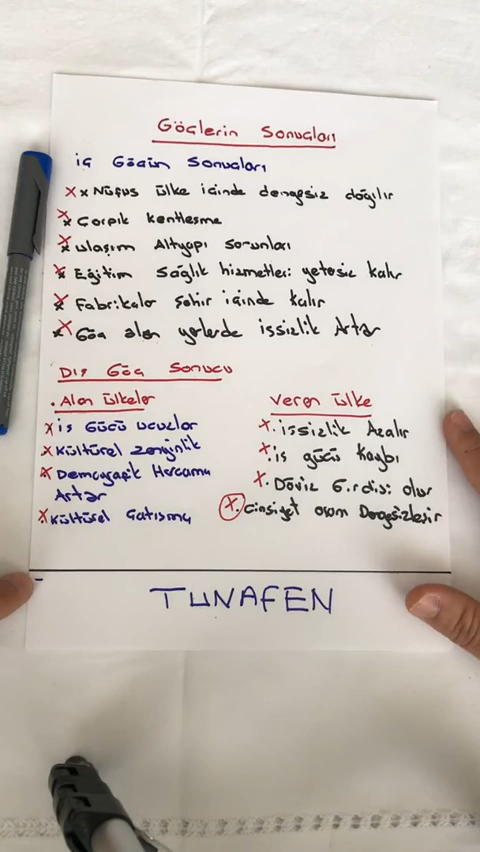 Göçlerin Sonuçları
iç Göçün Sonuçları
x x Nüfus ülke içinde dengesiz dağılır
x Çarpık kentleşme
x ulaşım Altyapı sorunları
x Eğitim Sağlık hizmetleri yetersiz kalır
x Fabrikalar şehir içinde kalır
x Göç alan yerlerde işsizlik Artar
Dış Göç Sonucu
. Alan ülkeler
x iş Gücü ucuzlar
x Kültürel zenginlik
x Demografik Harcama
Artar
x Kültürel Çatışma
Veren ülke
x. işsizlik Azalır
x. iş gücü kaybı
x. Döviz Girdisi olur
x. Cinsiyet Dengesizleşir
TUNAFEN